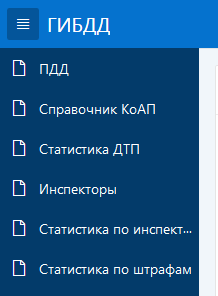 ГИБДД
ПДД
Справочник КоАП
Статистика ДТП
Инспекторы
Статистика по инспект...
Статистика по штрафам